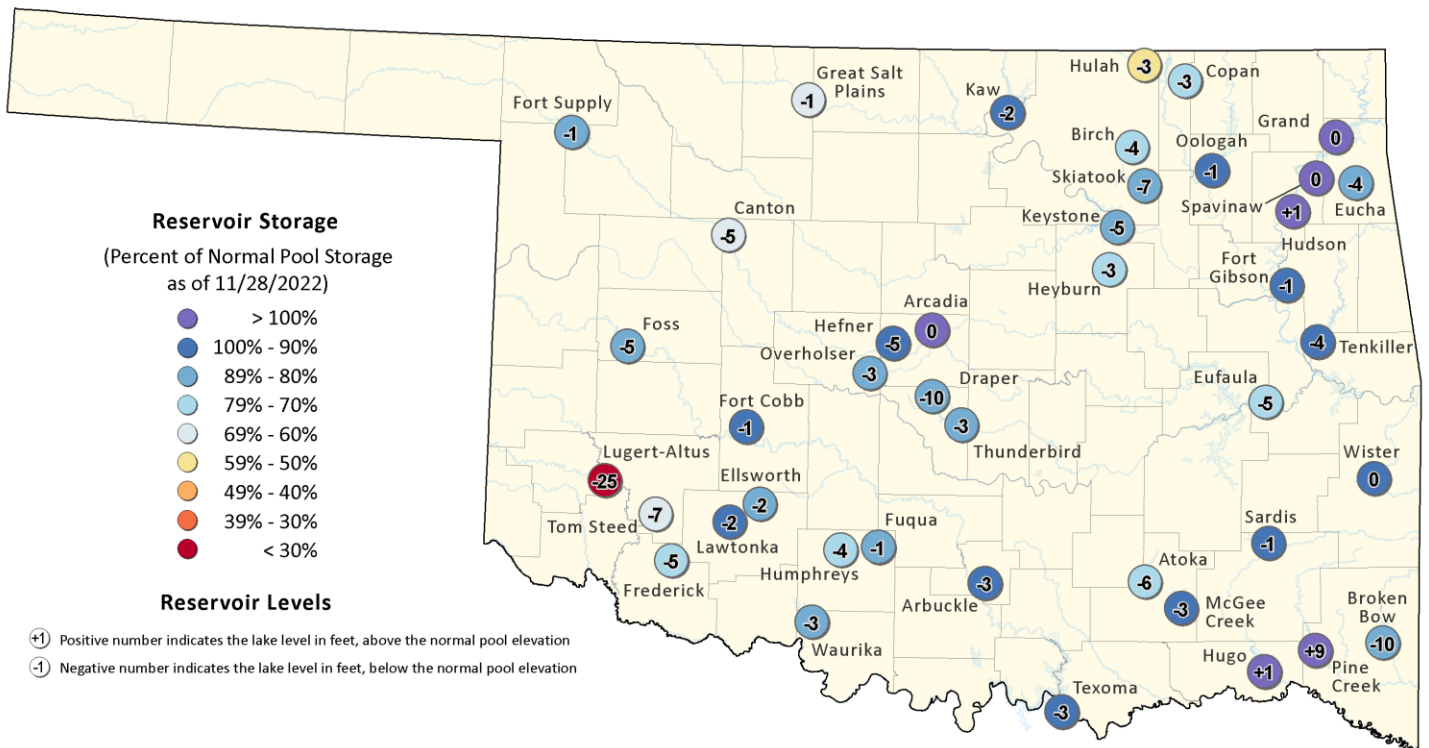 Hulah
-3
-3
Copan
Great Salt
Plains
-1
Kaw
-2
Fort Supply
-1
Birch
-4
Oologah
-1
Grand
0
Skiatook
-7
Spavinaw
0
-4
Eucha
Canton
-5
Keystone
-5
+1
Hudson
Heyburn
-3
Fort
Gibson
-1
Reservoir Storage
(Percent of Normal Pool Storage
as of 11/28/2022)
> 100%
100% - 90%
89% - 80%
79% - 70%
69% - 60%
59% - 50%
49% - 40%
39% - 30%
< 30%
Foss
-5
Arcadia
0
Hefner
-5
Overholser
-3
-4
Tenkiller
Draper
-10
-3
Thunderbird
Eufaula
-5
Fort Cobb
-1
Lugert-Altus
-25
Ellsworth
-2
Wister
0
Tom Steed
-7
-2
Lawtonka
Fuqua
-1
-4
Humphreys
Sardis
-1
-5
Frederick
Arbuckle
-3
Atoka
-6
-3
McGee
Creek
Broken
Bow
-10
-3
Waurika
Hugo
+1
+9
Pine
Creek
Texoma
-3
Reservoir Levels
+1 Positive number indicates the lake level in feet, above the normal pool elevation
-1 Negative number indicates the lake level in feet, below the normal pool elevation